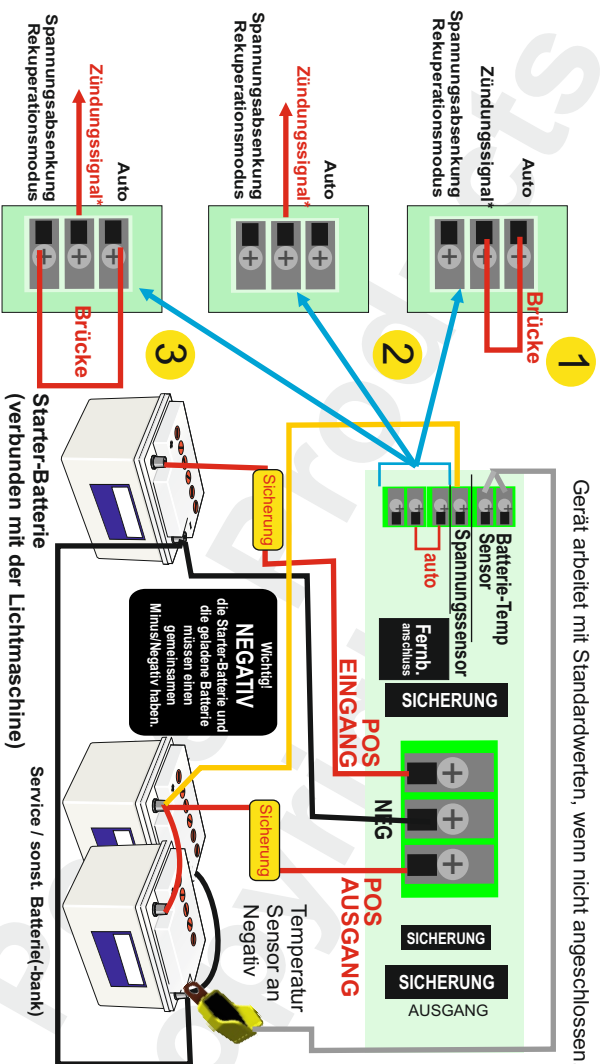 Gerät arbeitet mit Standardwerten, wenn nicht angeschlossen
1
Brücke
Auto
Zündungssignal*
Spannungsabsenkung
Rekuperationsmodus
2
Auto
Zündungssignal*
Spannungsabsenkung
Rekuperationsmodus
3
Brücke
Auto
Zündungssignal*
Spannungsabsenkung
Rekuperationsmodus
Batterie-Temp
Sensor
Spannungssensor
auto
Fernb.
anschluss
SICHERUNG
POS
EINGANG
NEG
POS
AUSGANG
SICHERUNG
SICHERUNG
AUSGANG
Sicherung
Sicherung
Wichtig!
NEGATIV
die Starter-Batterie und
die geladene Batterie
müssen einen
gemeinsamen
Minus/Negativ haben.
Temperatur
Sensor an
Negativ
Starter-Batterie
(verbunden mit der Lichtmaschine)
Service / sonst. Batterie(-bank)